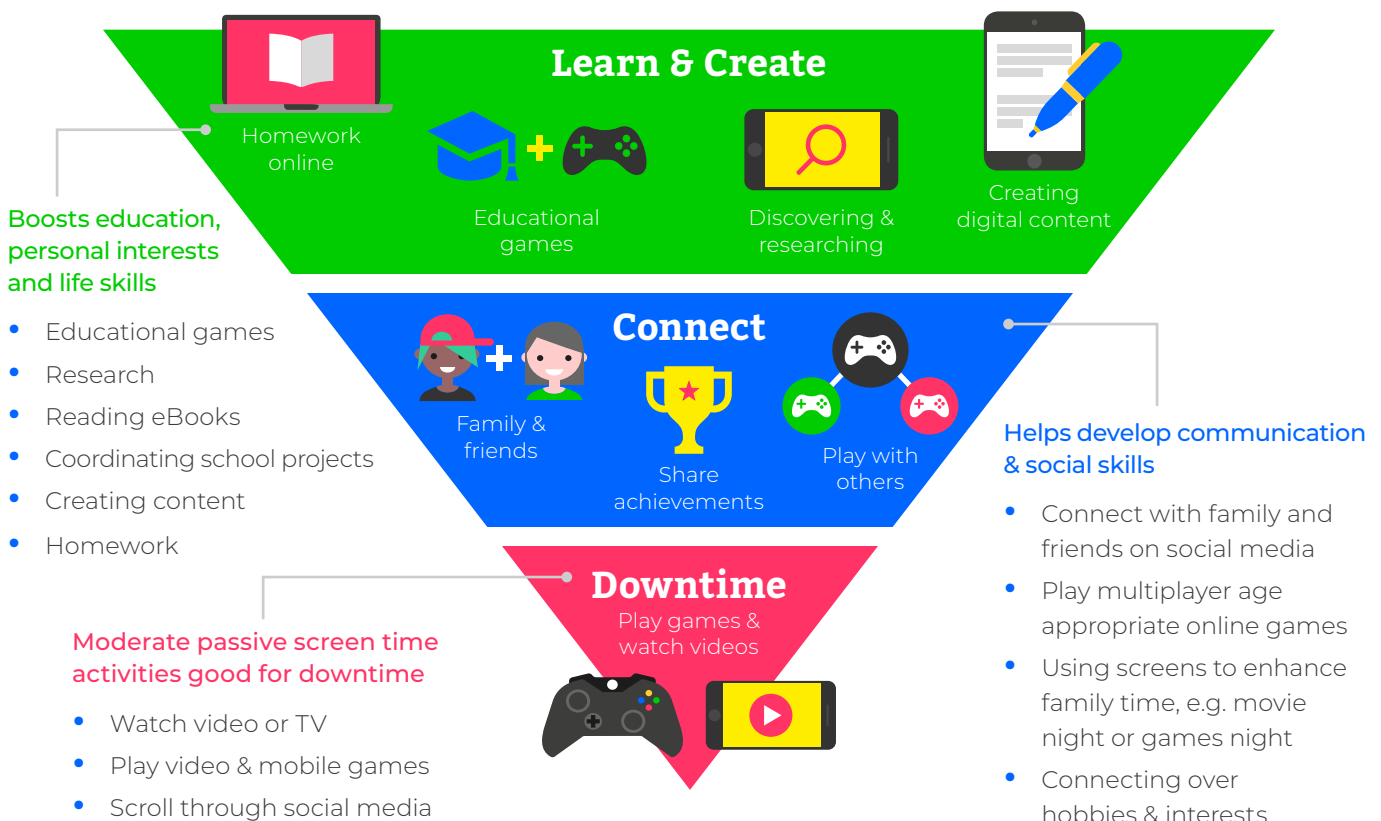 Learn & Create
Homework
online
Educational
games
Discovering &
researching
Creating
digital content
Boosts education,
personal interests
and life skills
• Educational games
• Research
• Reading eBooks
• Coordinating school projects
• Creating content
• Homework
Connect
Family &
friends
Share
achievements
Play with
others
Helps develop communication
& social skills
• Connect with family and
friends on social media
• Play multiplayer age
appropriate online games
• Using screens to enhance
family time, e.g. movie
night or games night
• Connecting over
hobbies & interests
Downtime
Play games &
watch videos
Moderate passive screen time
activities good for downtime
• Watch video or TV
• Play video & mobile games
• Scroll through social media